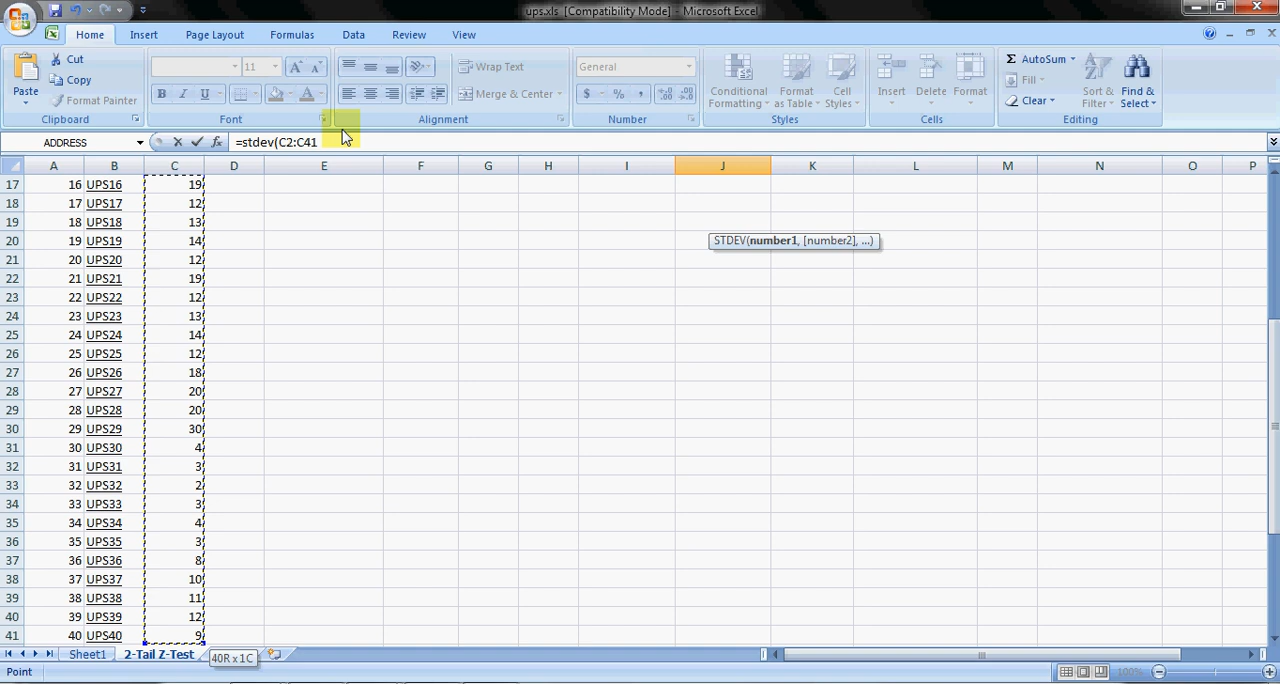 ups.xls [Compatibility Mode] - Microsoft Excel
Home Insert Page Layout Formulas Data Review View
Paste Cut Copy Format Painter Clipboard
11 A A B I U A Font
Wrap Text Merge & Center Alignment
General $ % , Number
Conditional Formatting Format as Table Cell Styles Styles
Insert Delete Format Cells
Σ AutoSum Fill Clear Sort & Filter Find & Select Editing
ADDRESS fx =stdev(C2:C41
A B C D E F G H I J K L M N O P
17 16 UPS16 19
18 17 UPS17 12
19 18 UPS18 13
20 19 UPS19 14
STDEV(number1, [number2], ...)
21 20 UPS20 12
22 21 UPS21 19
23 22 UPS22 12
24 23 UPS23 13
25 24 UPS24 14
26 25 UPS25 12
27 26 UPS26 18
28 27 UPS27 20
29 28 UPS28 20
30 29 UPS29 30
31 30 UPS30 4
32 31 UPS31 3
33 32 UPS32 2
34 33 UPS33 3
35 34 UPS34 4
36 35 UPS35 3
37 36 UPS36 8
38 37 UPS37 10
39 38 UPS38 11
40 39 UPS39 12
41 40 UPS40 9
Sheet1 2-Tail Z-Test 40R x 1C
Point 100%